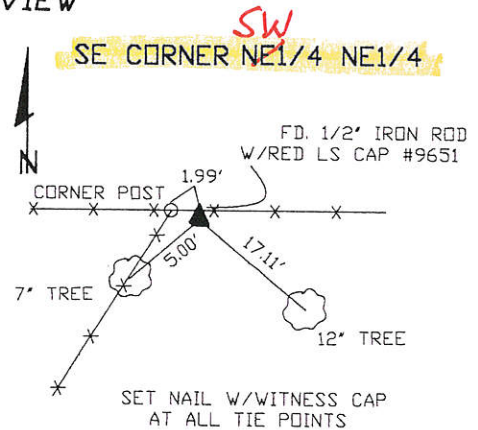 VIEW
SW
SE CORNER NE1/4 NE1/4
FD. 1/2" IRON ROD
W/RED LS CAP #9651
N
1.99'
CORNER POST
5.00'
17.11'
7" TREE
12" TREE
SET NAIL W/WITNESS CAP
AT ALL TIE POINTS